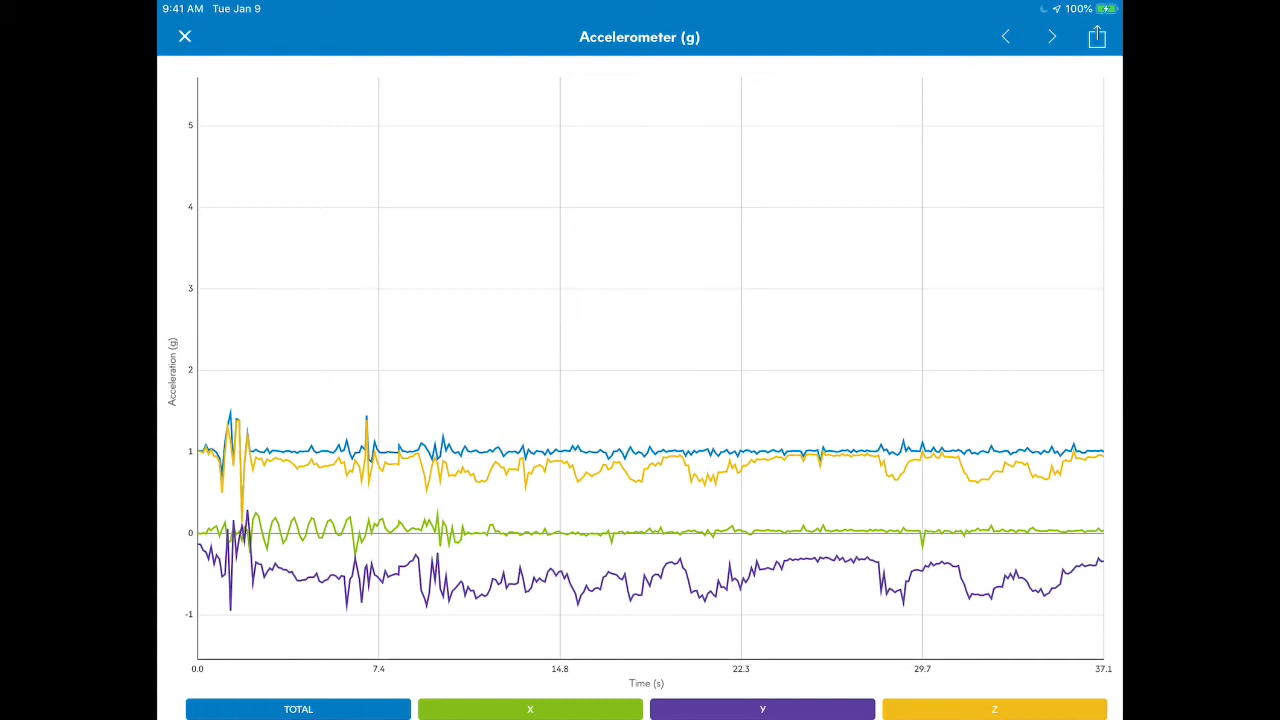 9:41 AM Tue Jan 9 100%
Accelerometer (g)
5
4
3
2
1
0
-1
Acceleration (g)
0.0 7.4 14.8 22.3 29.7 37.1
Time (s)
TOTAL X Y Z